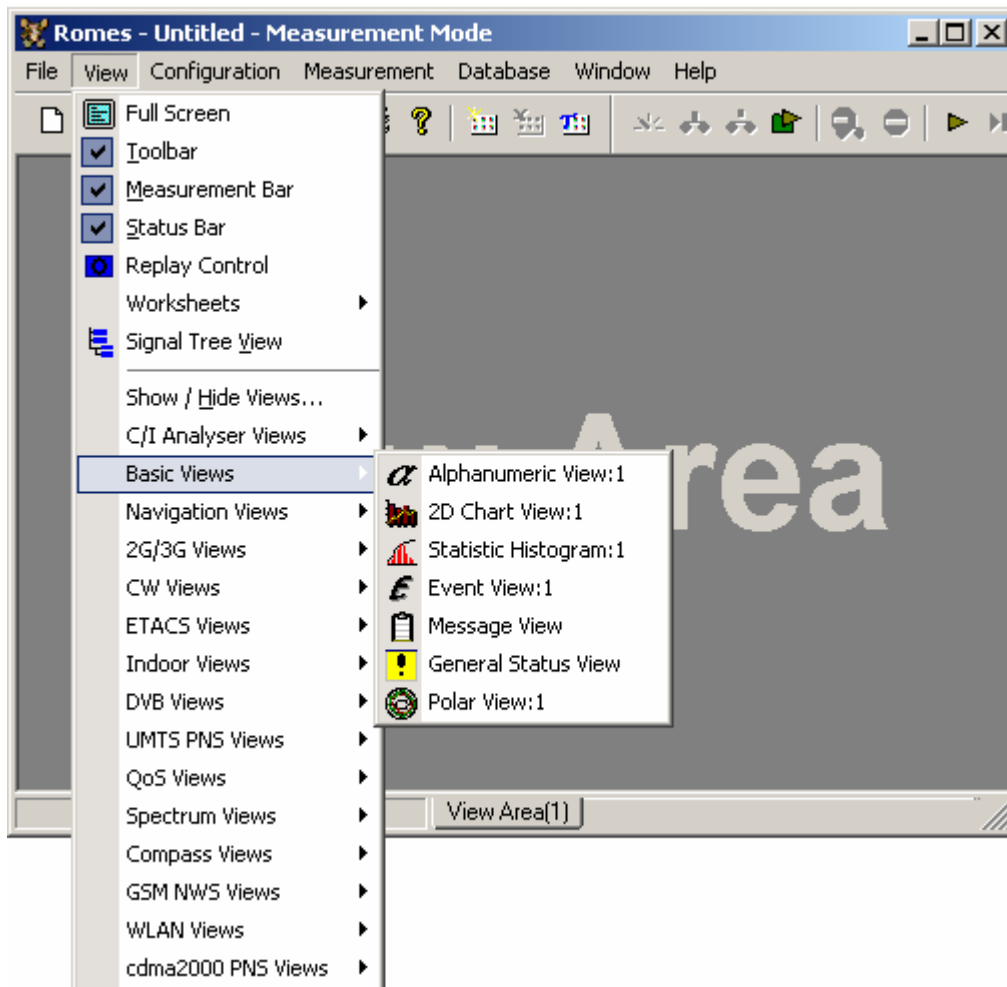 Romes - Untitled - Measurement Mode
File View Configuration Measurement Database Window Help
Full Screen
Toolbar
Measurement Bar
Status Bar
Replay Control
Worksheets
Signal Tree View
Show / Hide Views...
C/I Analyser Views
Basic Views
Navigation Views
2G/3G Views
CW Views
ETACS Views
Indoor Views
DVB Views
UMTS PNS Views
QoS Views
Spectrum Views
Compass Views
GSM NWS Views
WLAN Views
cdma2000 PNS Views
Alphanumeric View:1
2D Chart View:1
Statistic Histogram:1
Event View:1
Message View
General Status View
Polar View:1
Area
View Area(1)